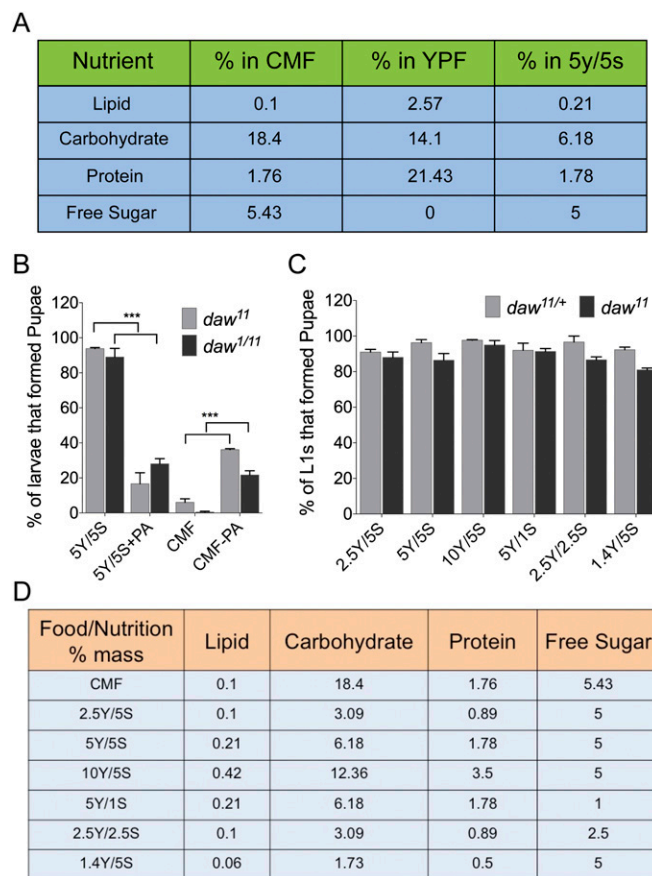 A
Nutrient % in CMF % in YPF % in 5y/5s
Lipid 0.1 2.57 0.21
Carbohydrate 18.4 14.1 6.18
Protein 1.76 21.43 1.78
Free Sugar 5.43 0 5
B
% of larvae that formed Pupae
120
100
80
60
40
20
0
***
***
daw11
daw1/11
5Y/5S
5Y/5S+PA
CMF
CMF-PA
C
% of L1s that formed Pupae
120
100
80
60
40
20
0
daw11/+ daw11
2.5Y/5S
5Y/5S
10Y/5S
5Y/1S
2.5Y/2.5S
1.4Y/5S
D
Food/Nutrition % mass Lipid Carbohydrate Protein Free Sugar
CMF 0.1 18.4 1.76 5.43
2.5Y/5S 0.1 3.09 0.89 5
5Y/5S 0.21 6.18 1.78 5
10Y/5S 0.42 12.36 3.5 5
5Y/1S 0.21 6.18 1.78 1
2.5Y/2.5S 0.1 3.09 0.89 2.5
1.4Y/5S 0.06 1.73 0.5 5